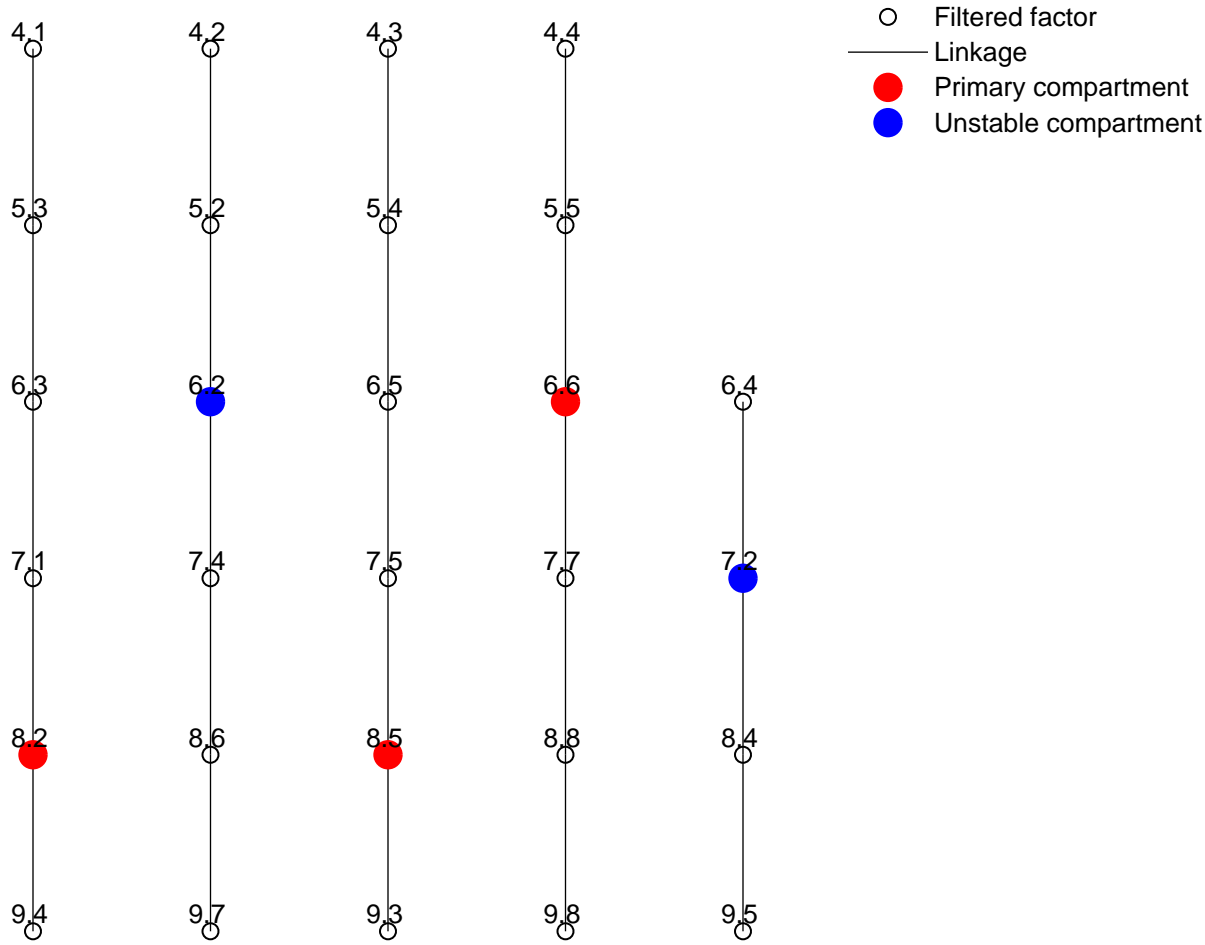 4.1 4.2 4.3 4.4
Filtered factor
Linkage
Primary compartment
Unstable compartment
5.3 5.2 5.4 5.5
6.3 6.2 6.5 6.6 6.4
7.1 7.4 7.5 7.7 7.2
8.2 8.6 8.5 8.8 8.4
9.4 9.7 9.3 9.8 9.5